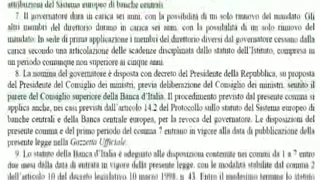 attribuzioni del Sistema europeo di banche centrali.
7. Il governatore dura in carica sei anni, con la possibilità di un solo rinnovo del mandato. Gli
altri membri del direttorio durano in carica sei anni, con la possibilità di un solo rinnovo del
mandato. In sede di prima applicazione i membri del direttorio diversi dal governatore cessano dalla
carica secondo una articolazione delle scadenze disciplinata dallo statuto dell'Istituto, compresa in
un periodo comunque non superiore ai cinque anni.
8. La nomina del governatore è disposta con decreto del Presidente della Repubblica, su proposta
del Presidente del Consiglio dei ministri, previa deliberazione del Consiglio dei ministri, sentito il
parere del Consiglio superiore della Banca d'Italia. Il procedimento previsto dal presente comma si
applica anche, nei casi previsti dall'articolo 14.2 del Protocollo sullo statuto del Sistema europeo di
banche centrali e della Banca centrale europea, per la revoca del governatore. Le disposizioni del
presente comma e del primo periodo del comma 7 entrano in vigore alla data di pubblicazione della
presente legge nella Gazzetta Ufficiale.
9. Lo statuto della Banca d'Italia è adeguato alle disposizioni contenute nei commi da 1 a 7 entro
due mesi dalla data di entrata in vigore della presente legge, con le modalità stabilite dal comma 2
dell'articolo 10 del decreto legislativo 10 marzo 1998, n. 43. Entro il medesimo termine lo statuto